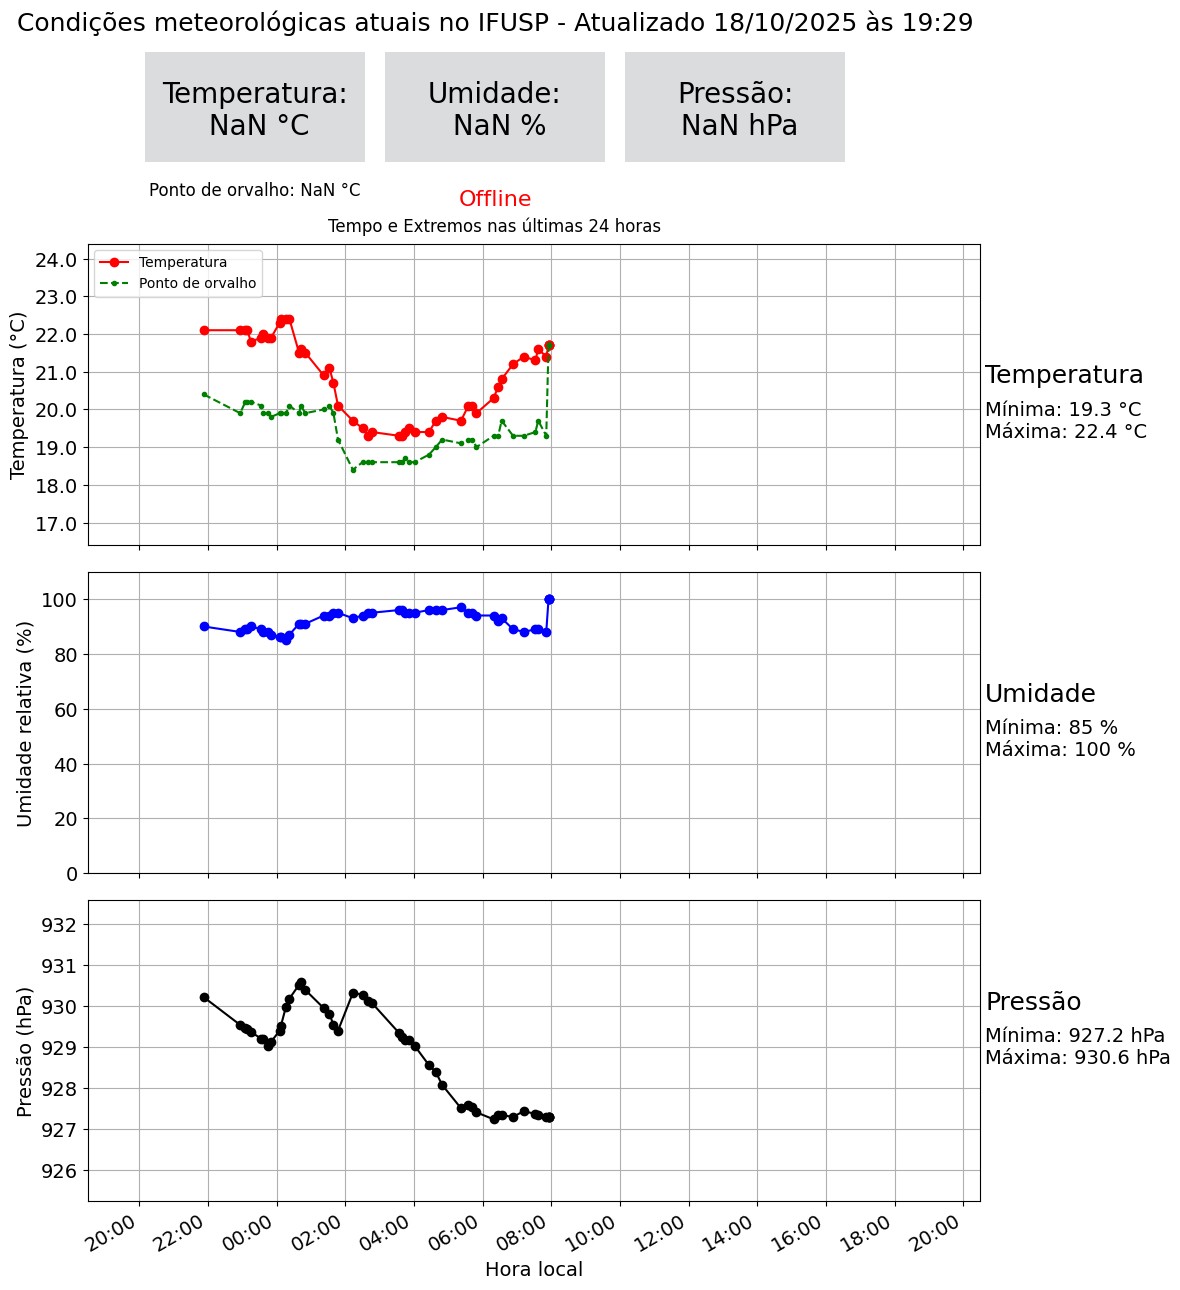 Condições meteorológicas atuais no IFUSP - Atualizado 18/10/2025 às 19:29
Temperatura:
NaN °C
Umidade:
NaN %
Pressão:
NaN hPa
Ponto de orvalho: NaN °C
Offline
Tempo e Extremos nas últimas 24 horas
Temperatura
Ponto de orvalho
24.0
23.0
22.0
21.0
20.0
19.0
18.0
17.0
Temperatura (°C)
Temperatura
Mínima: 19.3 °C
Máxima: 22.4 °C
100
80
60
40
20
0
Umidade relativa (%)
Umidade
Mínima: 85 %
Máxima: 100 %
932
931
930
929
928
927
926
Pressão (hPa)
Pressão
Mínima: 927.2 hPa
Máxima: 930.6 hPa
20:00 22:00 00:00 02:00 04:00 06:00 08:00 10:00 12:00 14:00 16:00 18:00 20:00
Hora local